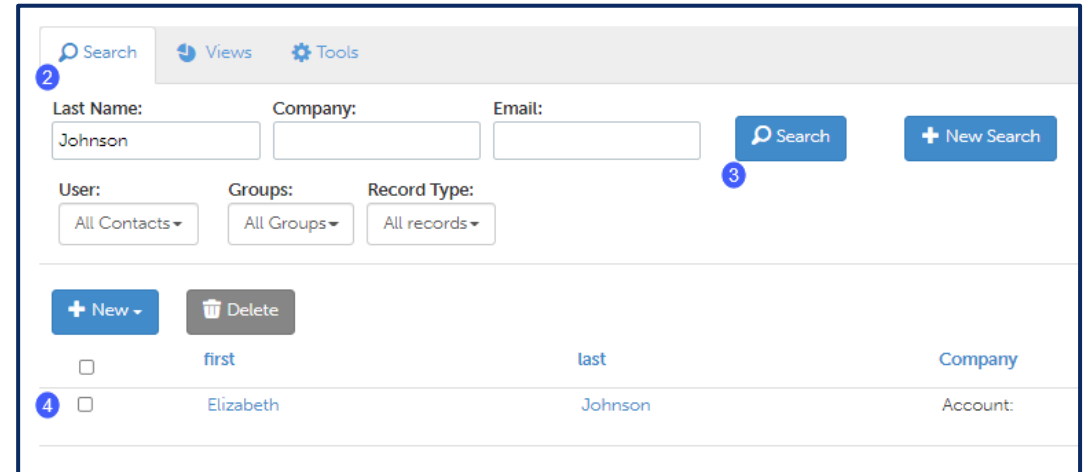 Search Views Tools
2
Last Name: Company: Email:
Johnson Search New Search
3
User: Groups: Record Type:
All Contacts All Groups All records
New Delete
first last Company
4 Elizabeth Johnson Account: